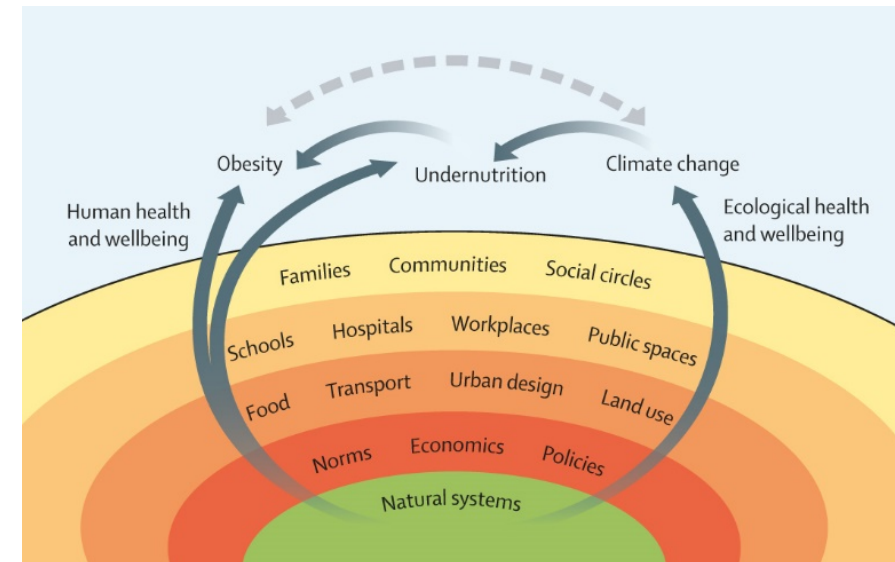 Obesity
Undernutrition
Climate change
Human health
and wellbeing
Ecological health
and wellbeing
Families Communities Social circles
Schools Hospitals Workplaces Public spaces
Food Transport Urban design Land use
Norms Economics Policies
Natural systems